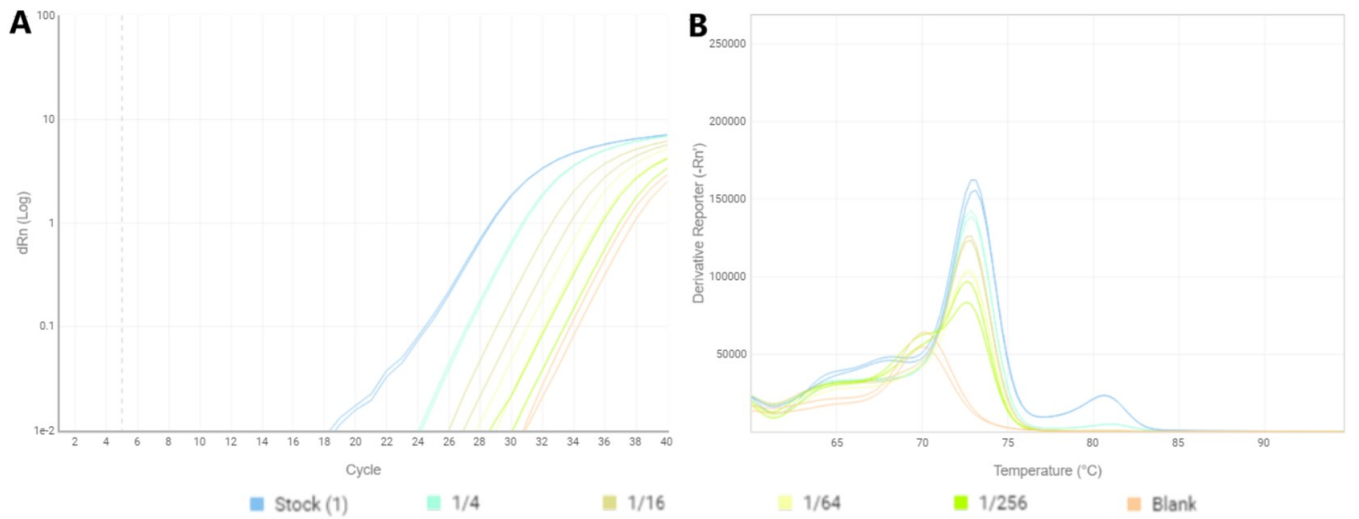 A
100
10
1
0.1
1e-2
dRn (Log)
2 4 6 8 10 12 14 16 18 20 22 24 26 28 30 32 34 36 38 40
Cycle
B
250000
200000
150000
100000
50000
Derivative Reporter (-Rn')
65 70 75 80 85 90
Temperature (°C)
Stock (1) 1/4 1/16 1/64 1/256 Blank